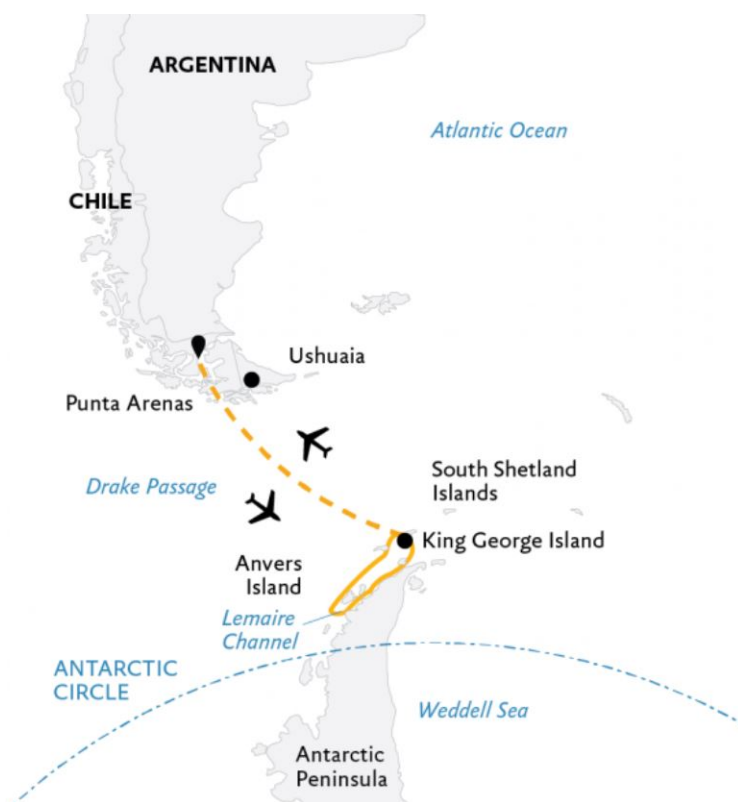 ARGENTINA
Atlantic Ocean
CHILE
Ushuaia
Punta Arenas
Drake Passage
South Shetland
Islands
King George Island
Anvers
Island
Lemaire
Channel
ANTARCTIC
CIRCLE
Weddell Sea
Antarctic
Peninsula